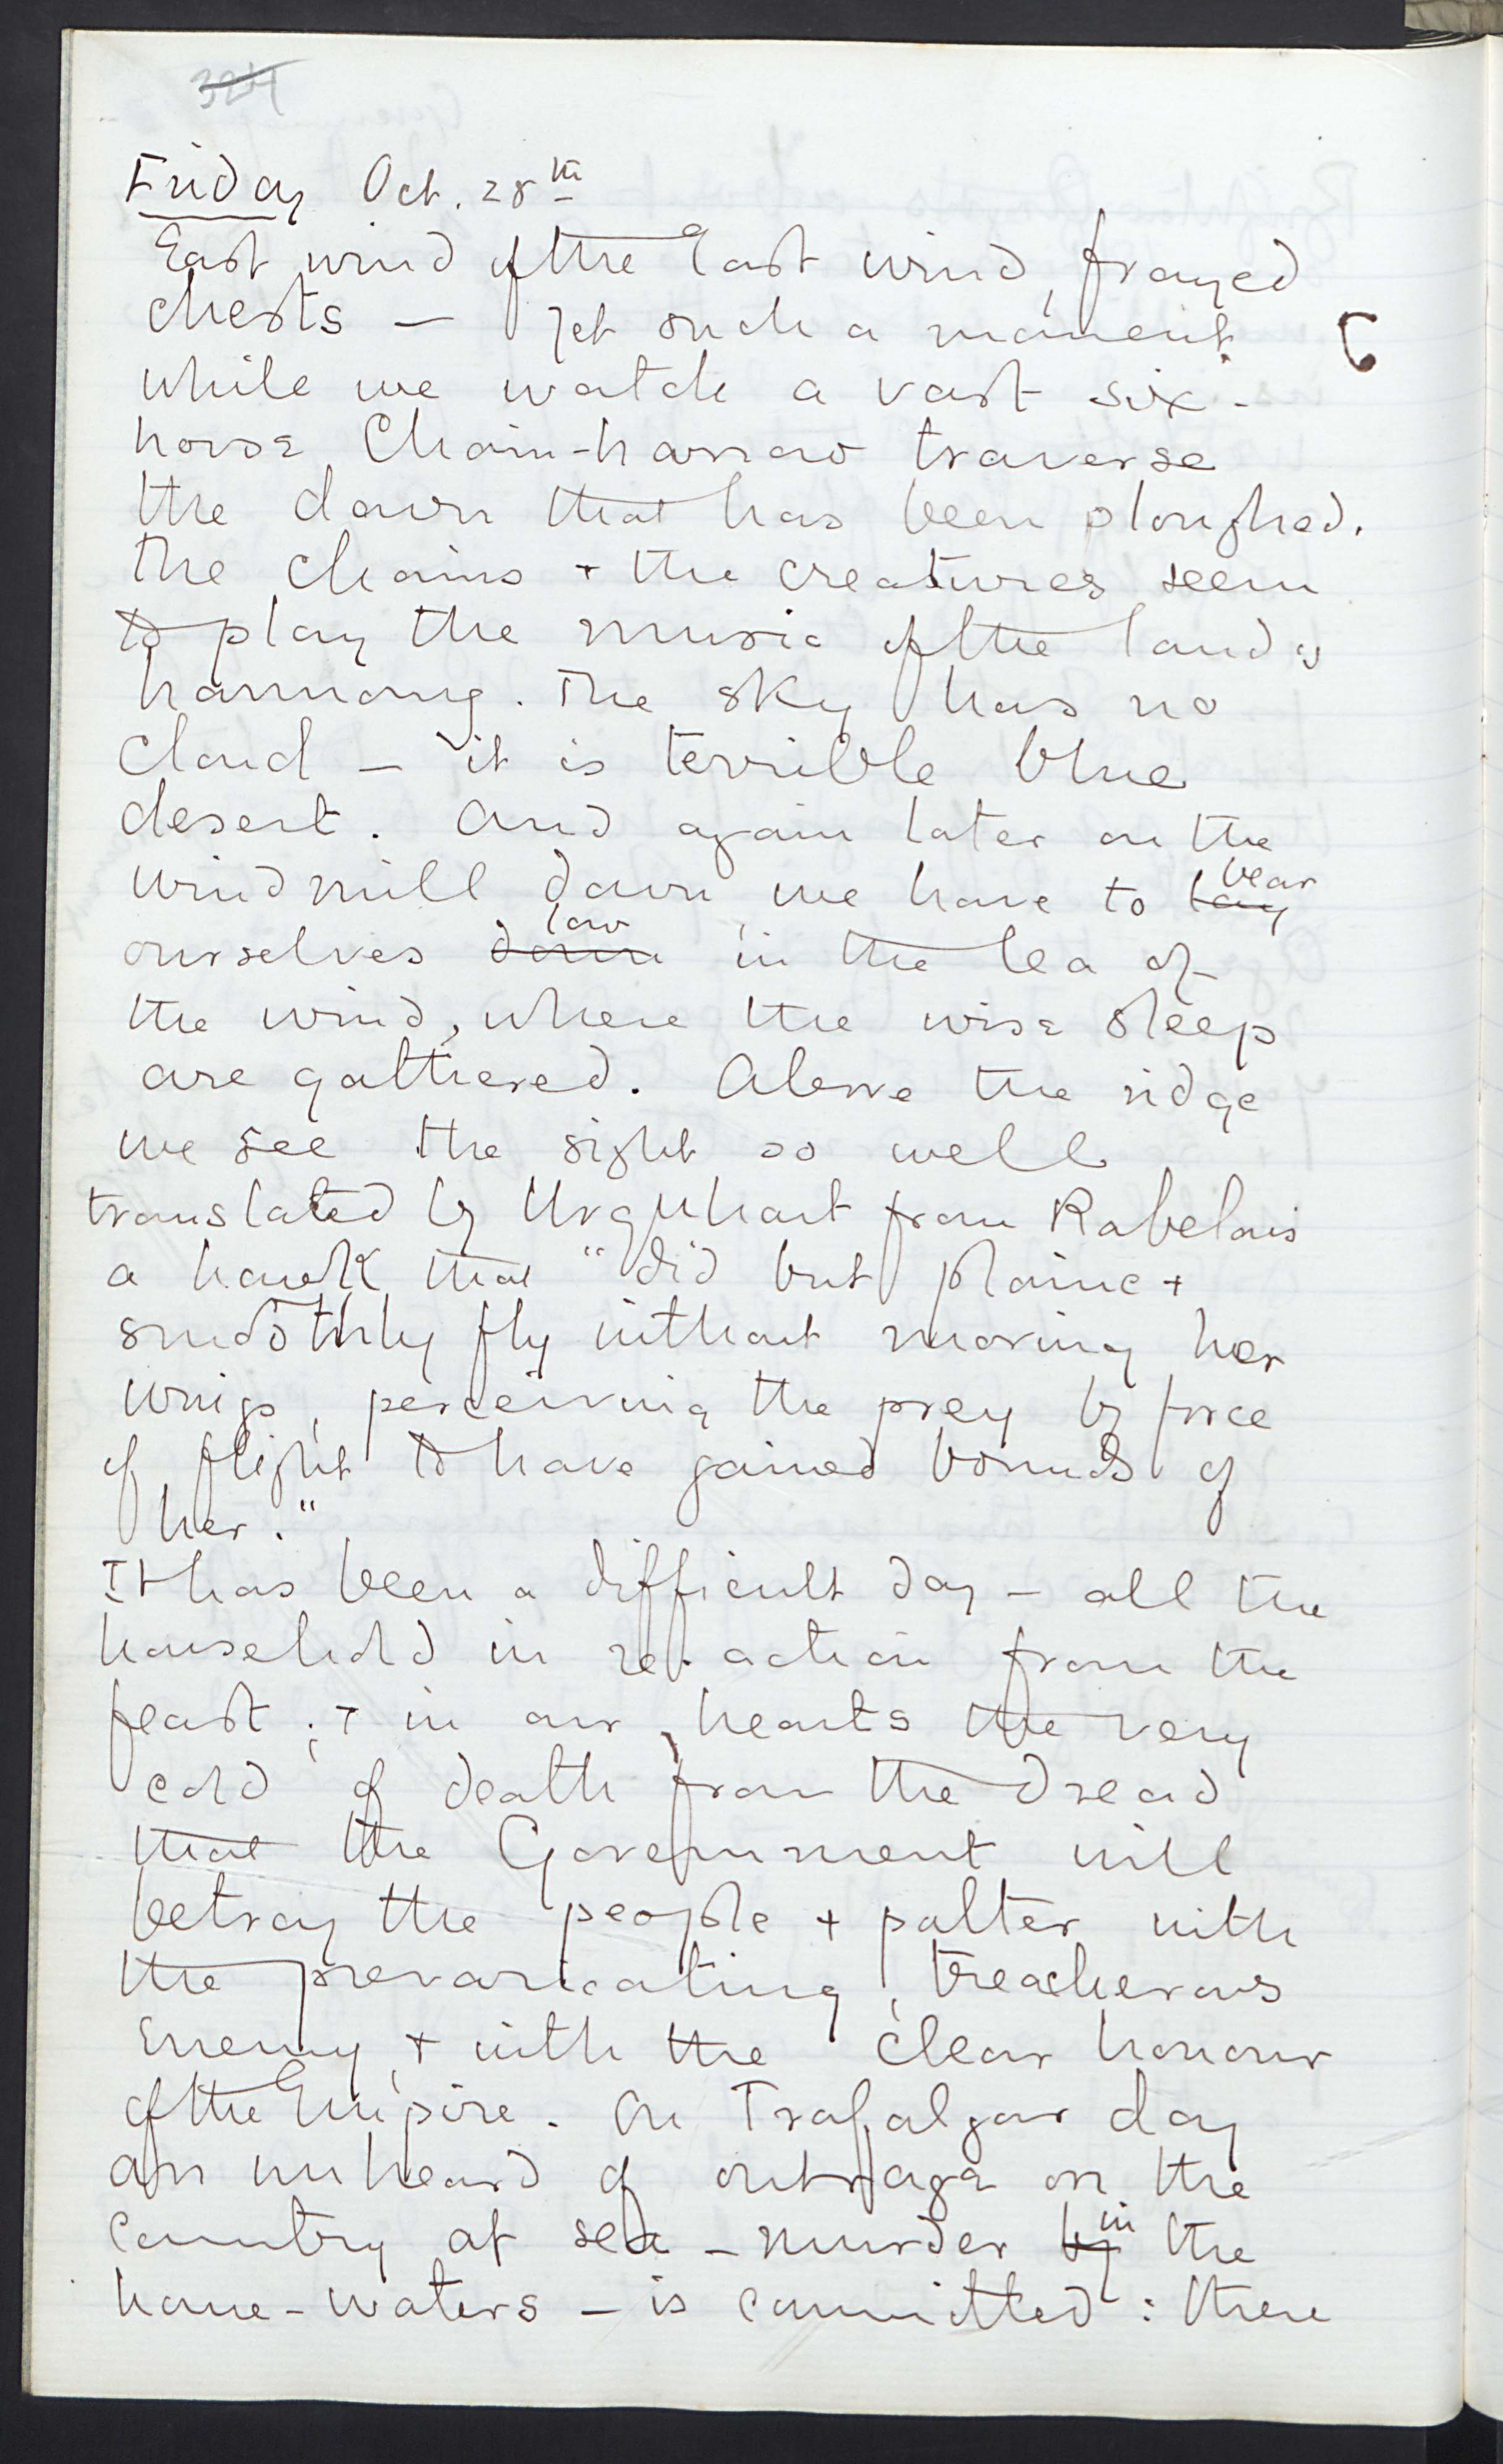 324
Friday Oct. 28th
East wind of the East wind, frayed
chests — yet such a moment
while we watch a vast six-
horse Chain-harrow traverse
the down that has been ploughed.
The chains + the creatures seem
to play the music of the land's
harmony. The sky has no
cloud — it is terrible blue
desert. And again later on the
windmill down we have to lay bear
ourselves down low in the lea of
the wind, where the wise sheep
are gathered. Above the ridge
we see the sight so well
translated by Urquhart from Rabelais
a hawk that "did but plaine +
smoothly fly without moving her
wings, perceiving the prey by force
of flight to have gained bounds of
her."
It has been a difficult day — all the
household in re-action from the
feast; + in our hearts the very
cold of death from the dread
that the Government will
betray the people + palter with
the prevaricating, treacherous
Enemy, + with the clear honour
of the Empire. On Trafalgar day
an unheard of outrage on the
Country at sea — murder by in the
home-waters — is committed: there